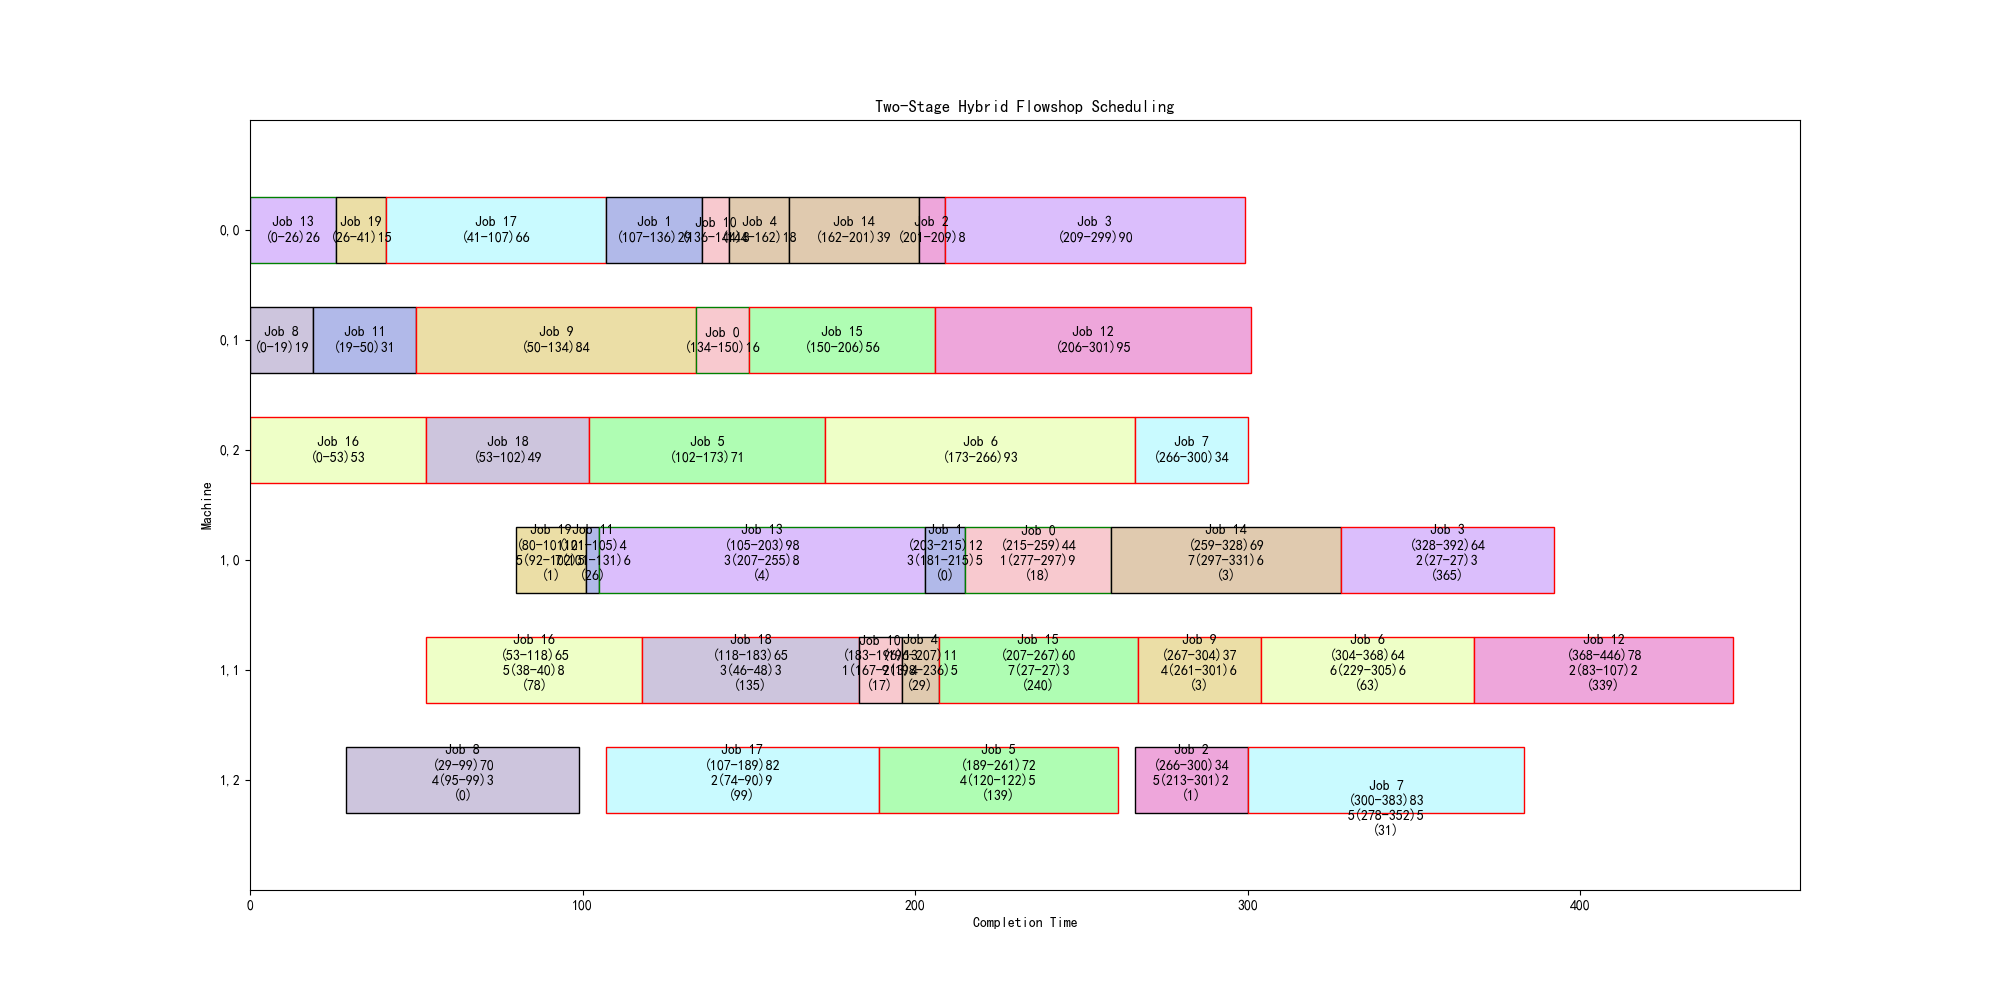 Two-Stage Hybrid Flowshop Scheduling
Machine
0,0
Job 13
(0-26)26
Job 19
(26-41)15
Job 17
(41-107)66
Job 1
(107-136)29
Job 10
(136-144)8
Job 4
(144-162)18
Job 14
(162-201)39
Job 2
(201-209)8
Job 3
(209-299)90
0,1
Job 8
(0-19)19
Job 11
(19-50)31
Job 9
(50-134)84
Job 0
(134-150)16
Job 15
(150-206)56
Job 12
(206-301)95
0,2
Job 16
(0-53)53
Job 18
(53-102)49
Job 5
(102-173)71
Job 6
(173-266)93
Job 7
(266-300)34
1,0
Job 19
(80-101)21
(1)
Job 11
(101-105)4
(26)
Job 13
(105-203)98
3(207-255)8
(4)
Job 1
(203-215)12
3(181-215)5
(0)
Job 0
(215-259)44
1(277-297)9
(18)
Job 14
(259-328)69
7(297-331)6
(3)
Job 3
(328-392)64
2(27-27)3
(365)
1,1
Job 16
(53-118)65
5(38-40)8
(78)
Job 18
(118-183)65
3(46-48)3
(135)
Job 10
(183-196)13
(17)
Job 4
(196-207)11
(29)
Job 15
(207-267)60
7(27-27)3
(240)
Job 9
(267-304)37
4(261-301)6
(3)
Job 6
(304-368)64
6(229-305)6
(63)
Job 12
(368-446)78
2(83-107)2
(339)
1,2
Job 8
(29-99)70
4(95-99)3
(0)
Job 17
(107-189)82
2(74-90)9
(99)
Job 5
(189-261)72
4(120-122)5
(139)
Job 2
(266-300)34
5(213-301)2
(1)
Job 7
(300-383)83
5(278-352)5
(31)
0
100
200
300
400
Completion Time